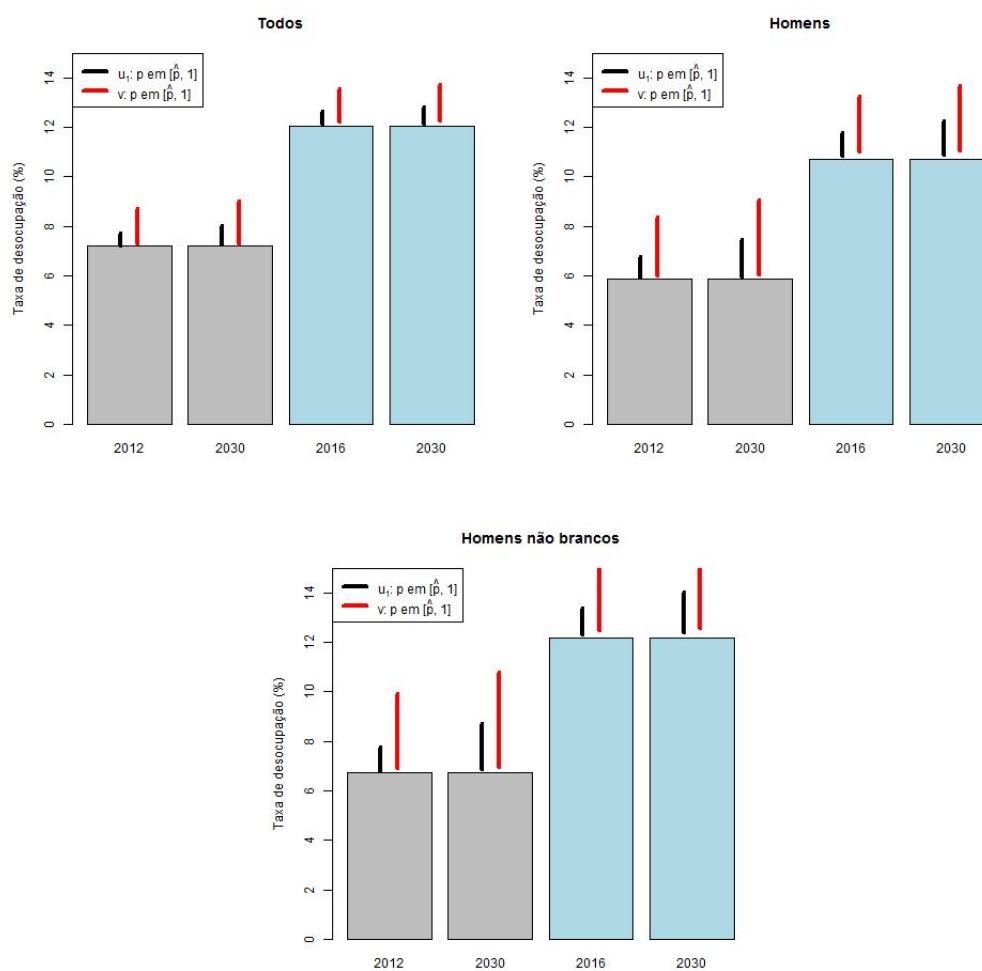 Todos
u₁: p em [p̂, 1]
v: p em [p̂, 1]
Taxa de desocupação (%)
0 2 4 6 8 10 12 14
2012 2030 2016 2030
Homens
u₁: p em [p̂, 1]
v: p em [p̂, 1]
Taxa de desocupação (%)
0 2 4 6 8 10 12 14
2012 2030 2016 2030
Homens não brancos
u₁: p em [p̂, 1]
v: p em [p̂, 1]
Taxa de desocupação (%)
0 2 4 6 8 10 12 14
2012 2030 2016 2030